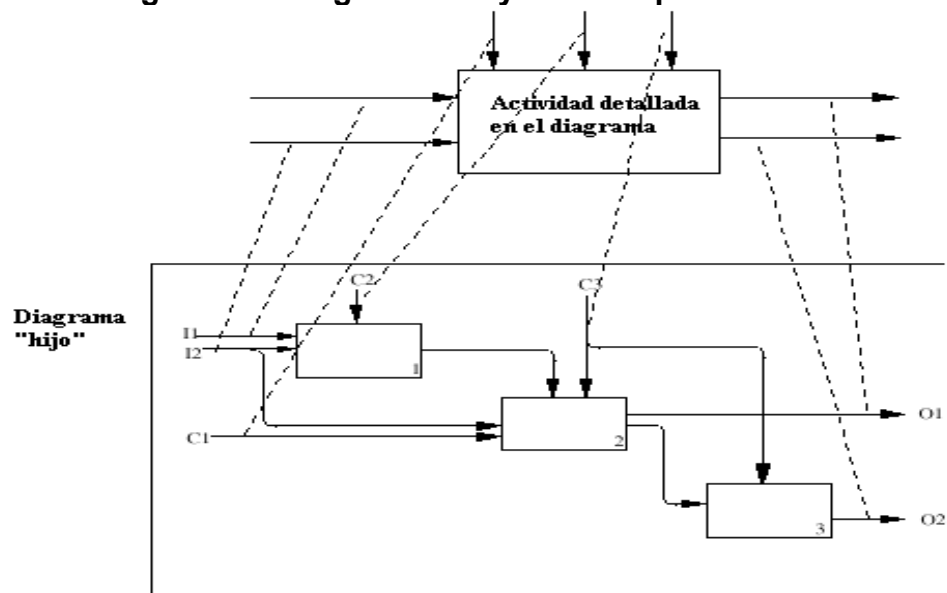 Actividad detallada
en el diagrama
C2
C3
Diagrama
"hijo"
I1
I2
1
O1
C1
2
O2
3